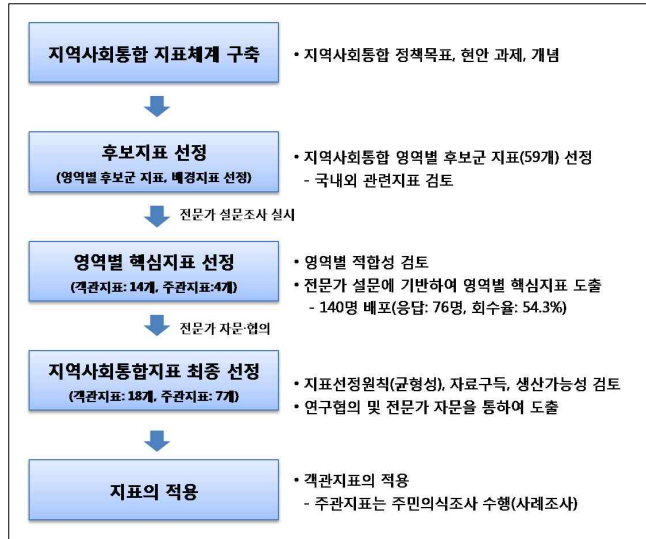 지역사회통합 지표체계 구축
• 지역사회통합 정책목표, 현안 과제, 개념
후보지표 선정
(영역별 후보군 지표, 배경지표 선정)
• 지역사회통합 영역별 후보군 지표(59개) 선정
- 국내외 관련지표 검토
전문가 설문조사 실시
영역별 핵심지표 선정
(객관지표: 14개, 주관지표:4개)
• 영역별 적합성 검토
• 전문가 설문에 기반하여 영역별 핵심지표 도출
- 140명 배포(응답: 76명, 회수율: 54.3%)
전문가 자문·협의
지역사회통합지표 최종 선정
(객관지표: 18개, 주관지표: 7개)
• 지표선정원칙(균형성), 자료구득, 생산가능성 검토
• 연구협의 및 전문가 자문을 통하여 도출
지표의 적용
• 객관지표의 적용
- 주관지표는 주민의식조사 수행(사례조사)